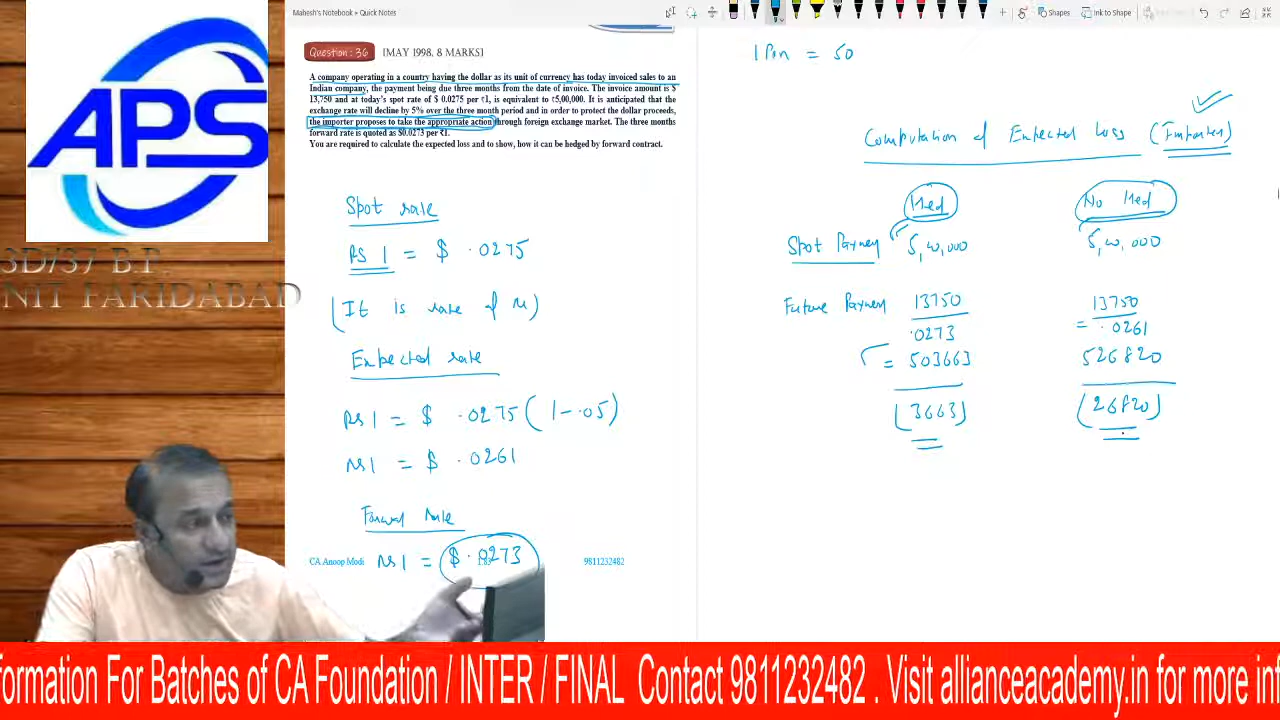 Mahesh's Notebook » Quick Notes
Shapes
Ink to Shape
APS
3D/37 B.P.
NIT FARIDABAD
Question : 36 [MAY 1998, 8 MARKS]
A company operating in a country having the dollar as its unit of currency has today invoiced sales to an
Indian company, the payment being due three months from the date of invoice. The invoice amount is $
13,750 and at today's spot rate of $ 0.0275 per ₹1, is equivalent to ₹5,00,000. It is anticipated that the
exchange rate will decline by 5% over the three month period and in order to protect the dollar proceeds,
the importer proposes to take the appropriate action through foreign exchange market. The three months
forward rate is quoted as $0.0273 per ₹1.
You are required to calculate the expected loss and to show, how it can be hedged by forward contract.
Spot rate
RS 1 = $ .0275
(It is rate of
Expected rate
RS 1 = $ .0275 (1-.05)
RS 1 = $ .0261
Forward rate
RS 1 = $ .0273
CA Anoop Modi
1.83
9811232482
= 50
Computation of Expected Loss (Importer)
Hed No Hed
Spot Payment 5,00,000 5,00,000
Future Payment 13750 13750
.0273 = .0261
= 503663 526820
(3663) (26820)
formation For Batches of CA Foundation / INTER / FINAL Contact 9811232482 . Visit allianceacademy.in for more inf